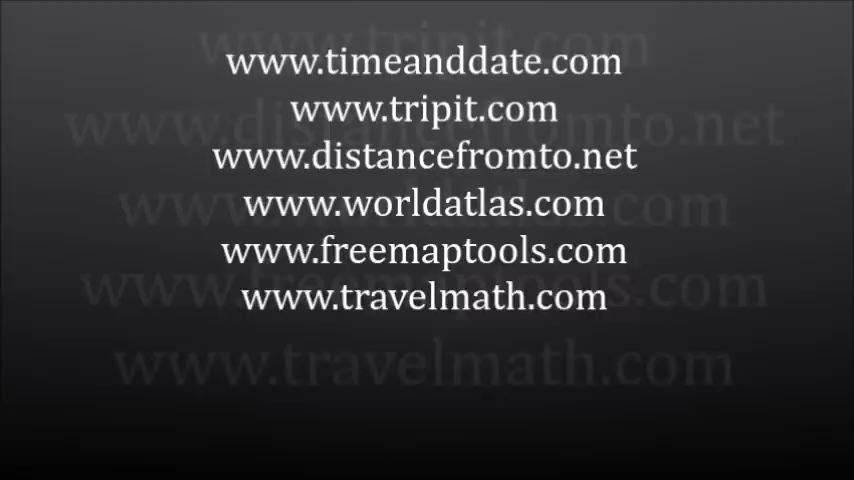 www.timeanddate.com
www.tripit.com
www.distancefromto.net
www.worldatlas.com
www.freemaptools.com
www.travelmath.com